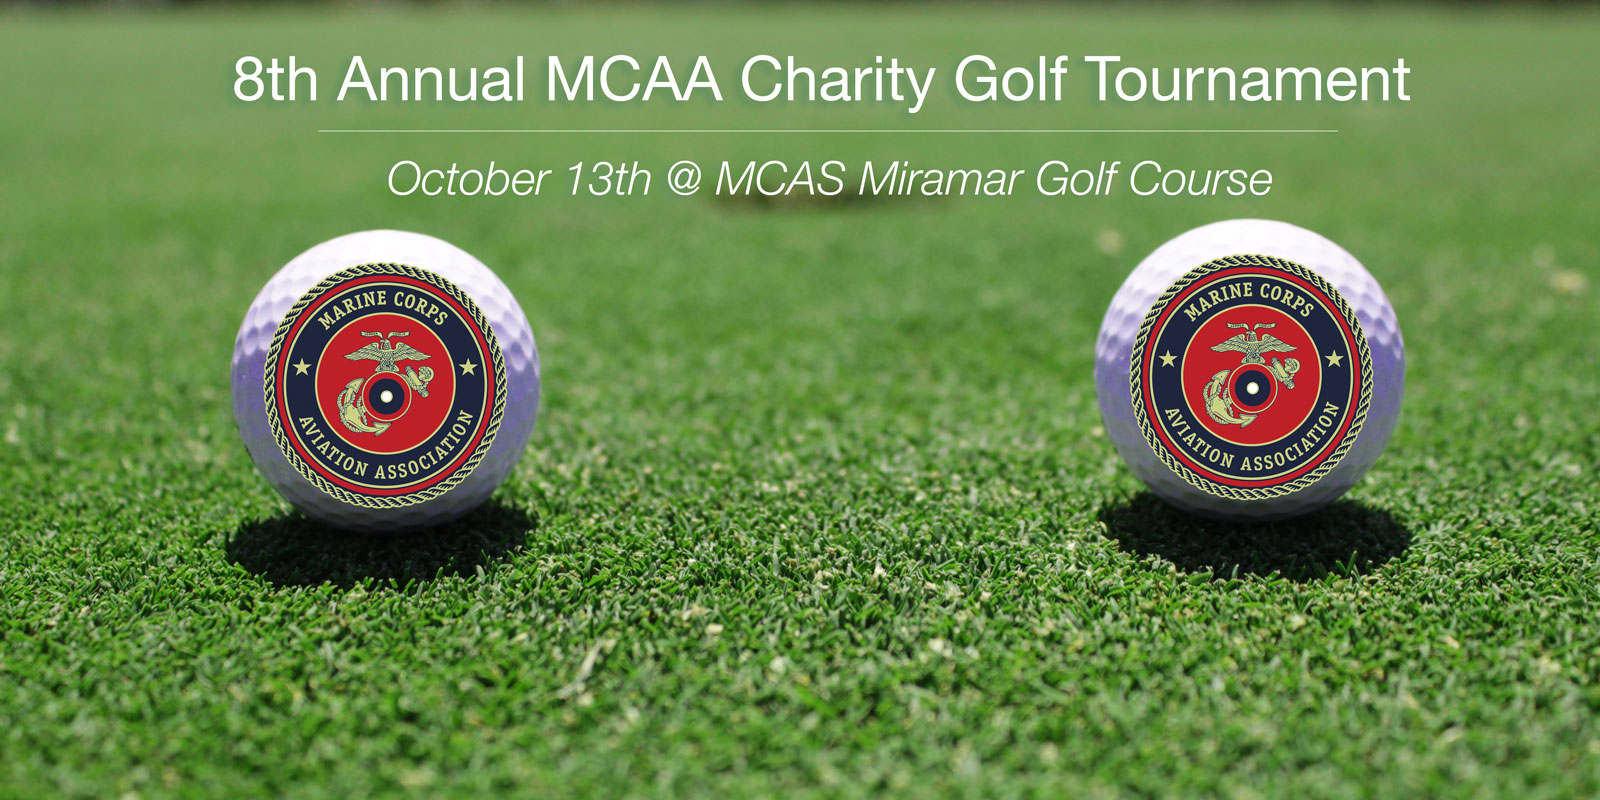 8th Annual MCAA Charity Golf Tournament
October 13th @ MCAS Miramar Golf Course
MARINE CORPS
AVIATION ASSOCIATION
MARINE CORPS
AVIATION ASSOCIATION